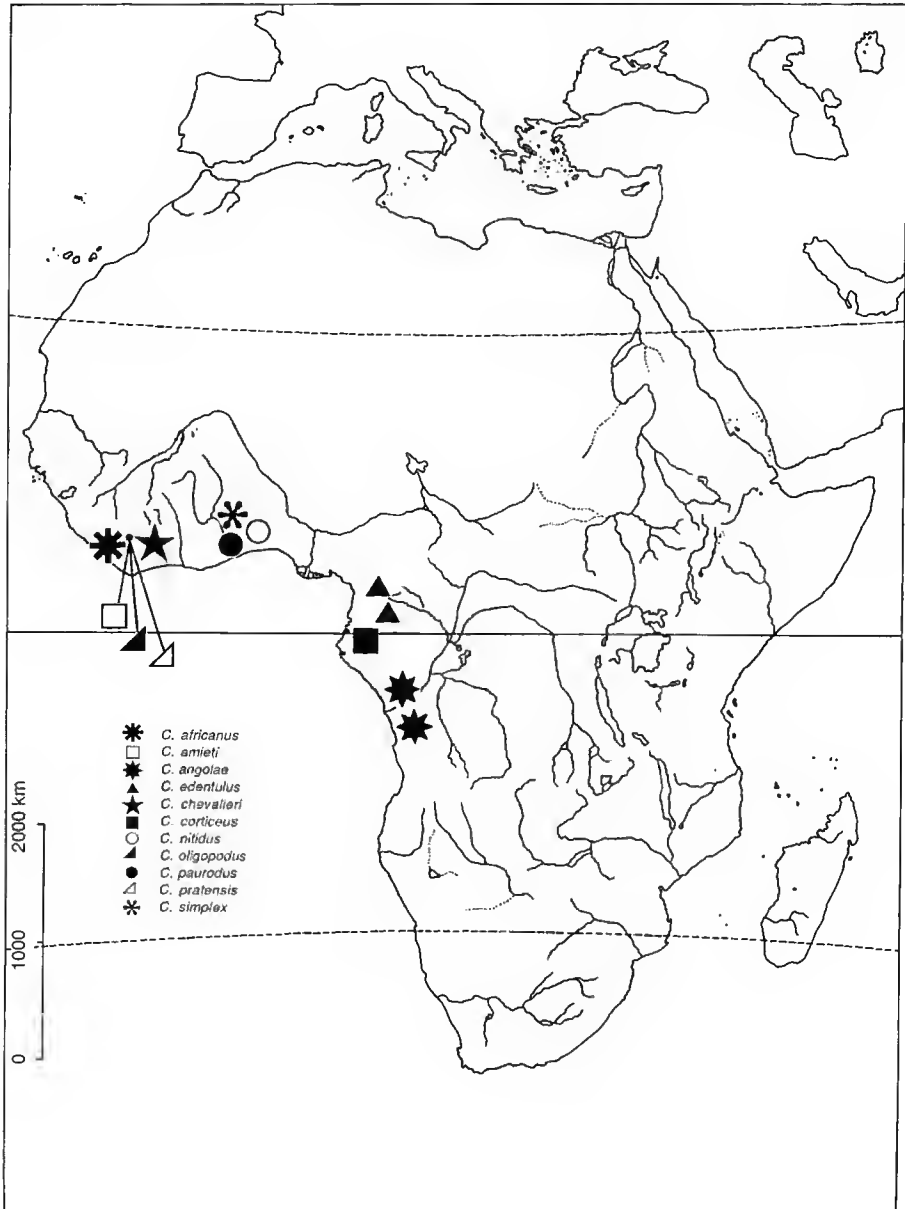 C. africanus
C. amieti
C. angolae
C. edentulus
C. chevalieri
C. corticeus
C. nitidus
C. oligopodus
C. paurodus
C. pratensis
C. simplex
2000 km
1000
0